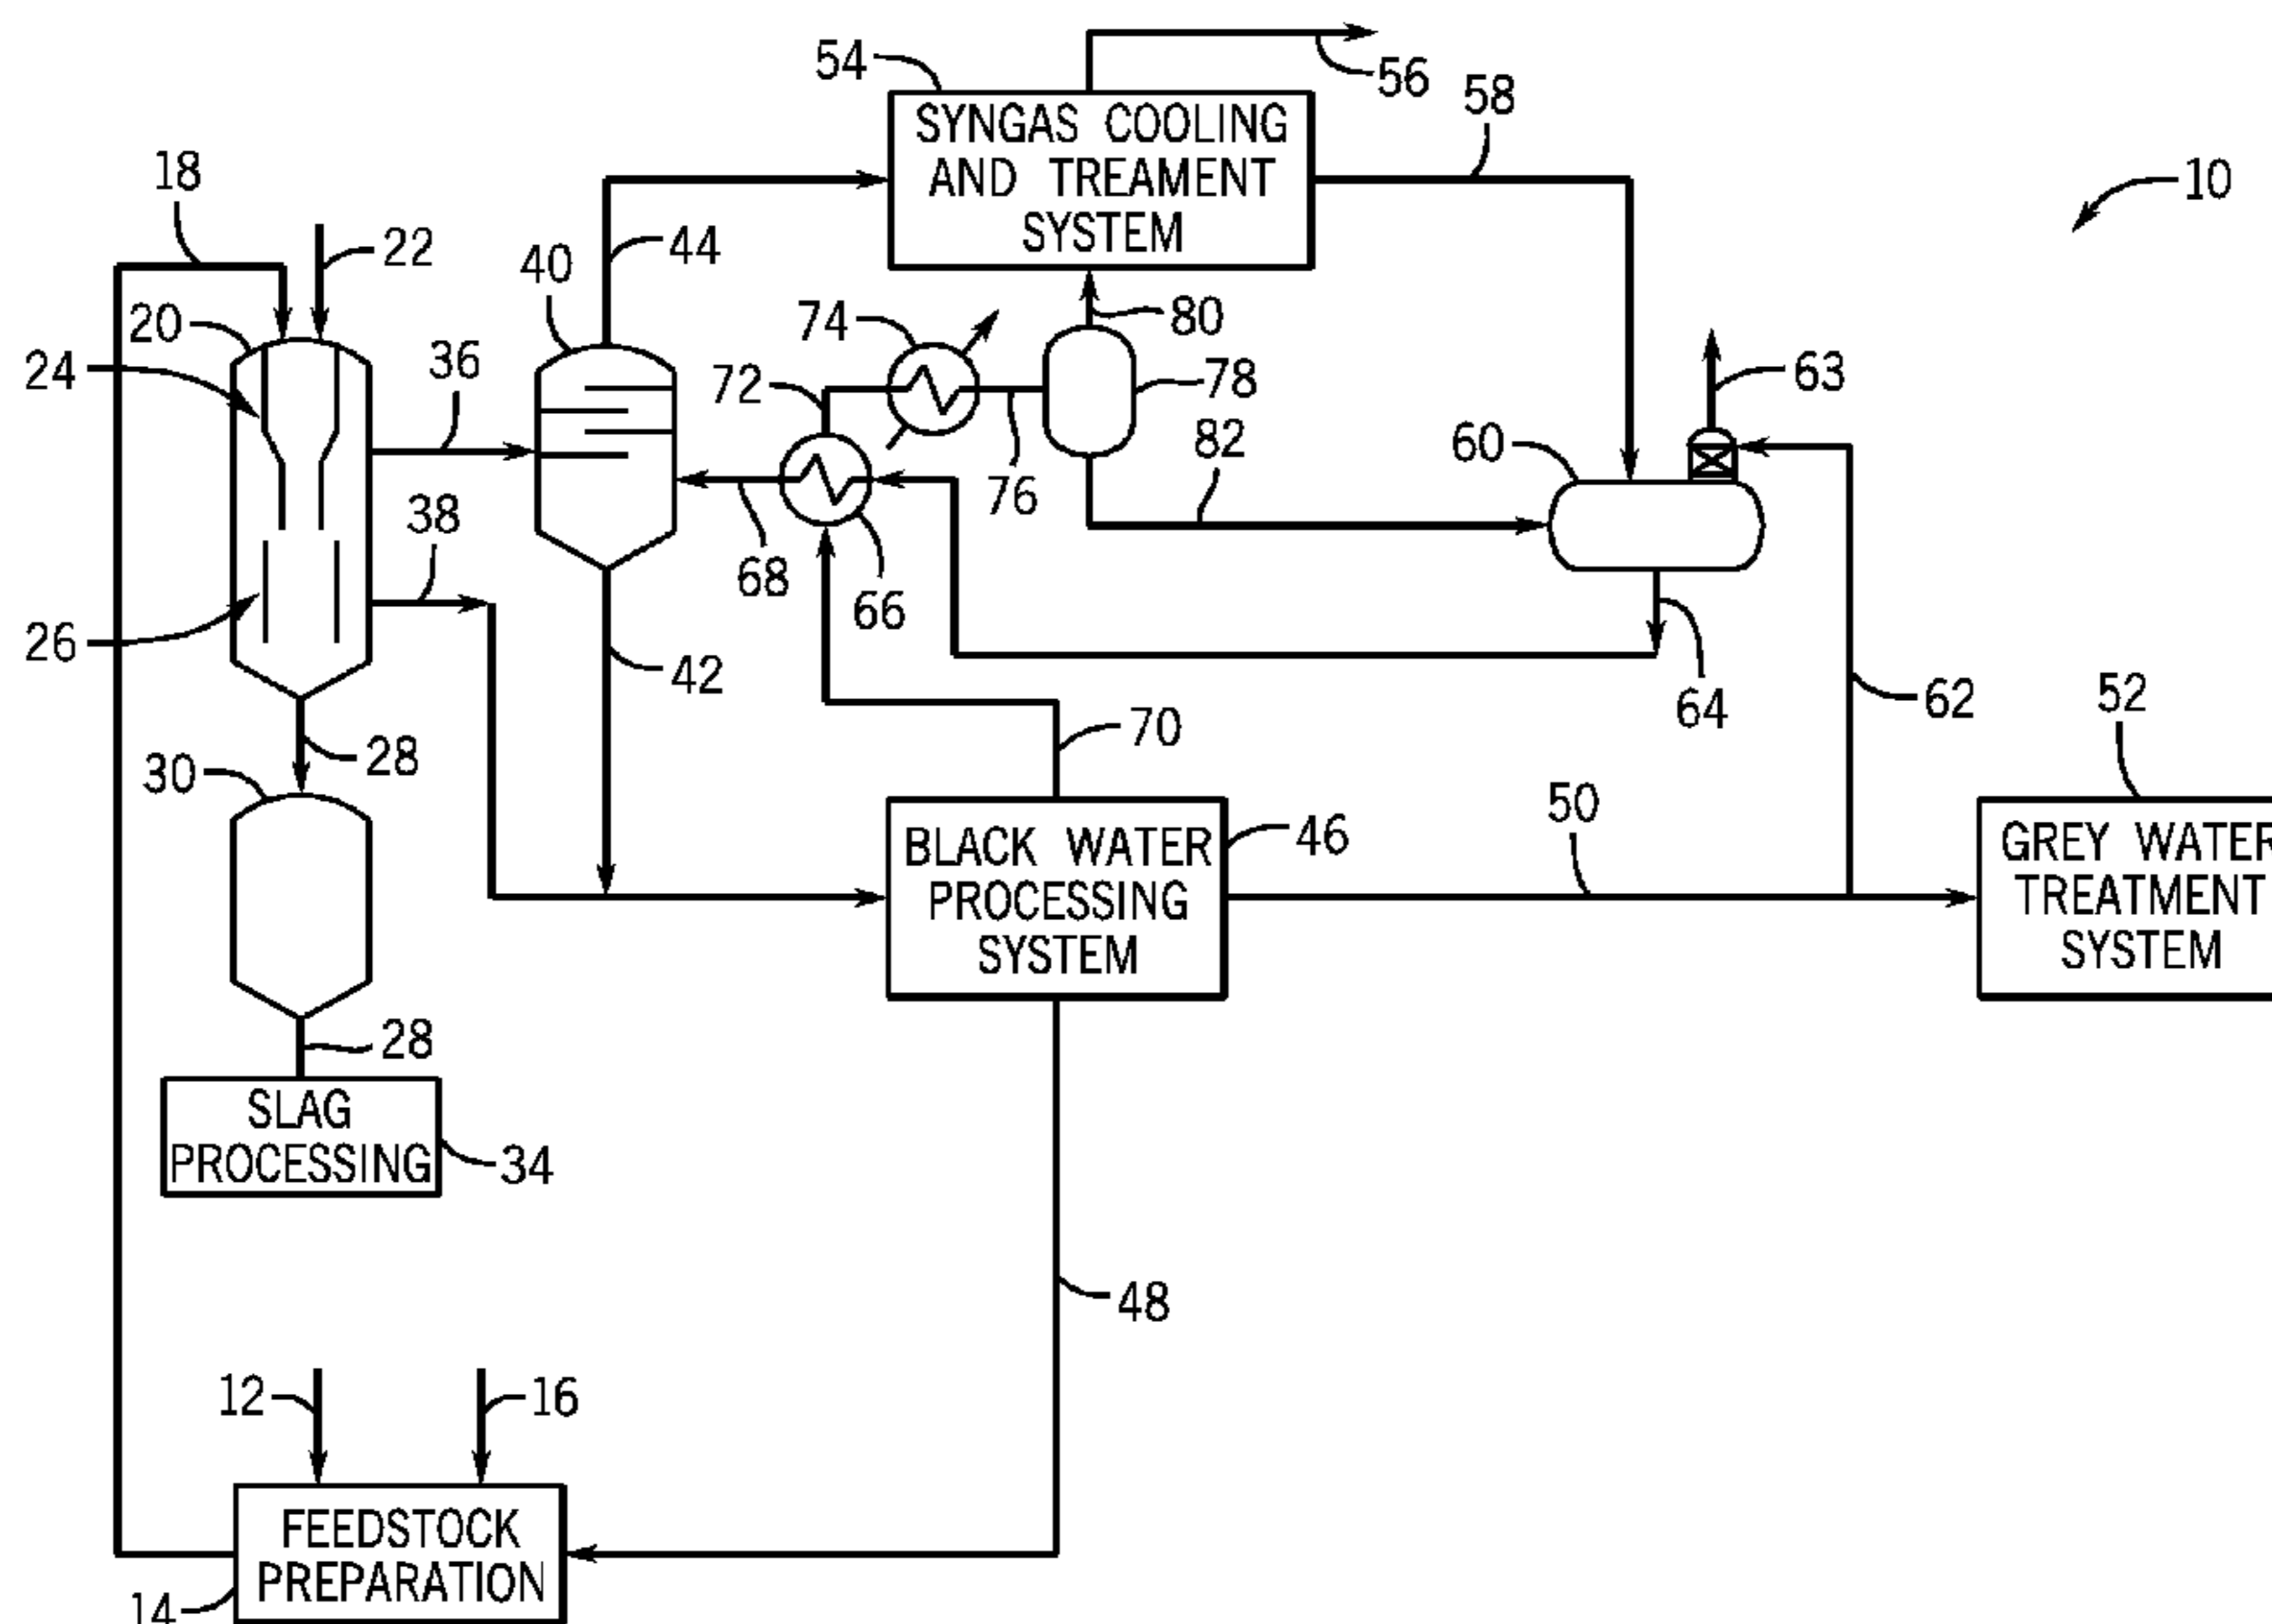 54
56
58
SYNGAS COOLING
AND TREAMENT
SYSTEM
18
10
22
40
44
20
74
80
24
36
72
78
63
82
60
38
76
68
66
26
42
64
62
52
70
28
30
50
46
BLACK WATER
PROCESSING
SYSTEM
GREY WATER
TREATMENT
SYSTEM
28
SLAG
PROCESSING
34
48
12
16
FEEDSTOCK
PREPARATION
14